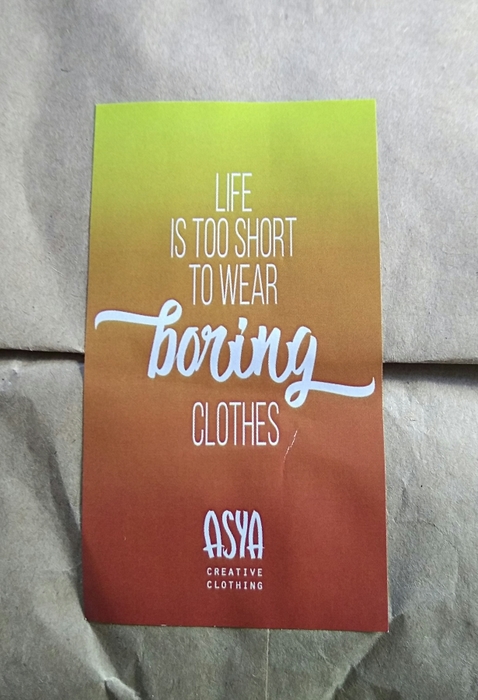 LIFE
IS TOO SHORT
TO WEAR
boring
CLOTHES
ASYA
CREATIVE
CLOTHING